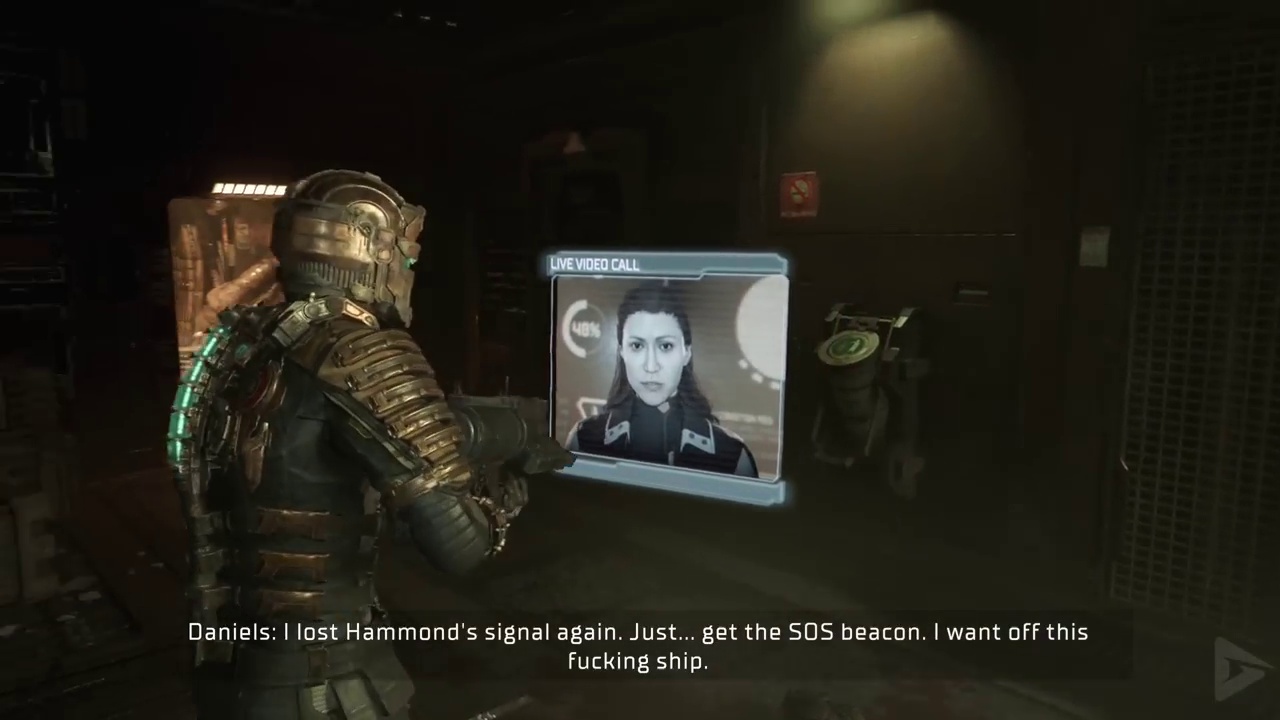 LIVE VIDEO CALL
48%
Daniels: I lost Hammond's signal again. Just... get the SOS beacon. I want off this
fucking ship.